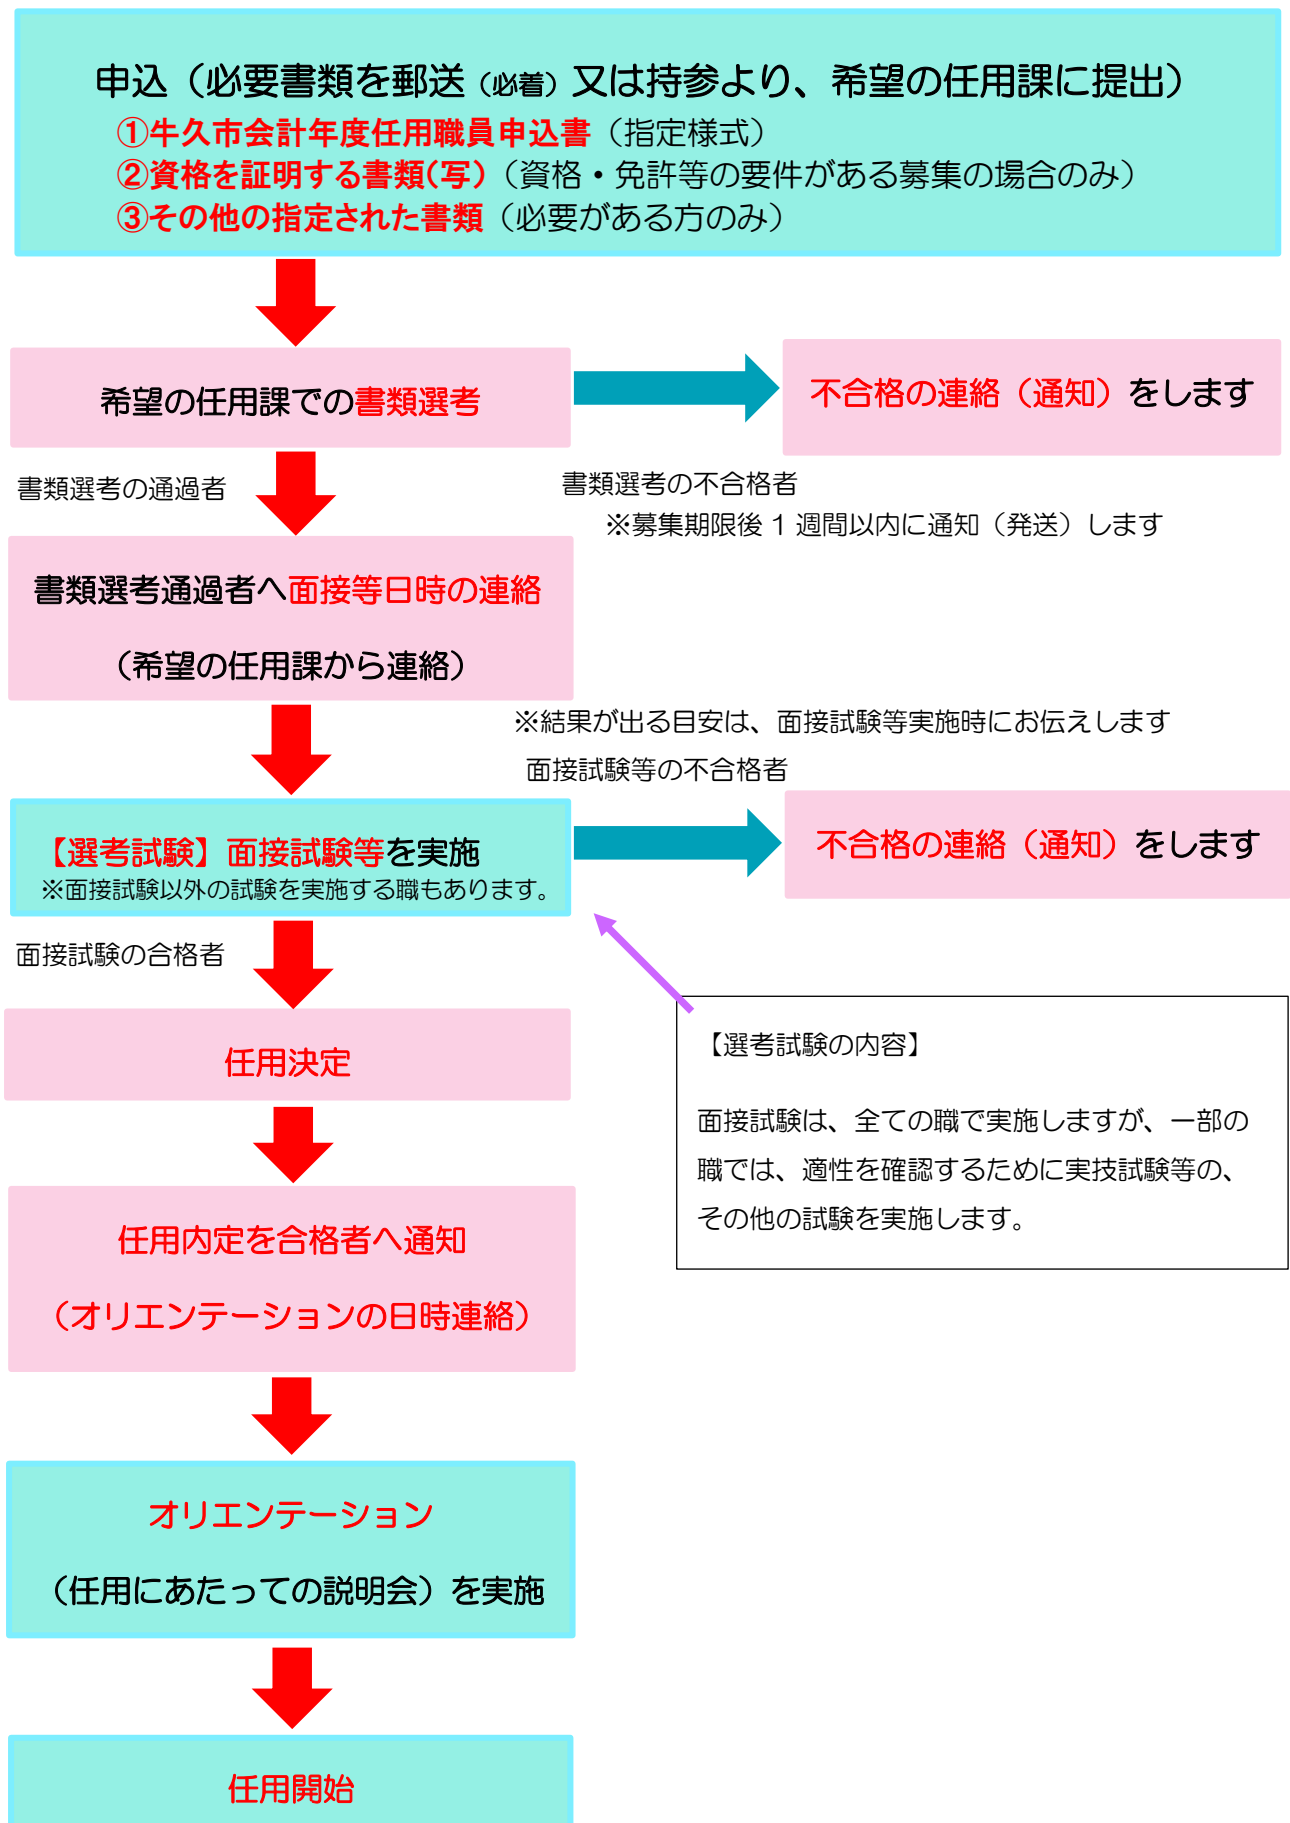 申込（必要書類を郵送（必着）又は持参より、希望の任用課に提出）
①牛久市会計年度任用職員申込書（指定様式）
②資格を証明する書類(写)（資格・免許等の要件がある募集の場合のみ）
③その他の指定された書類（必要がある方のみ）
希望の任用課での書類選考
不合格の連絡（通知）をします
書類選考の通過者
書類選考の不合格者
※募集期限後１週間以内に通知（発送）します
書類選考通過者へ面接等日時の連絡
（希望の任用課から連絡）
※結果が出る目安は、面接試験等実施時にお伝えします
面接試験等の不合格者
【選考試験】面接試験等を実施
※面接試験以外の試験を実施する職もあります。
不合格の連絡（通知）をします
面接試験の合格者
任用決定
【選考試験の内容】
面接試験は、全ての職で実施しますが、一部の
職では、適性を確認するために実技試験等の、
その他の試験を実施します。
任用内定を合格者へ通知
（オリエンテーションの日時連絡）
オリエンテーション
（任用にあたっての説明会）を実施
任用開始